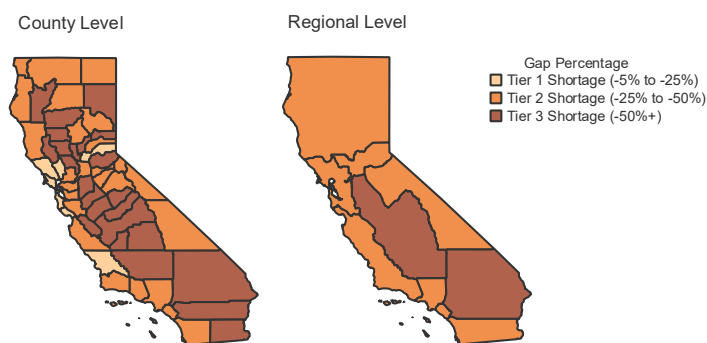 County Level
Regional Level
Gap Percentage
Tier 1 Shortage (-5% to -25%)
Tier 2 Shortage (-25% to -50%)
Tier 3 Shortage (-50%+)